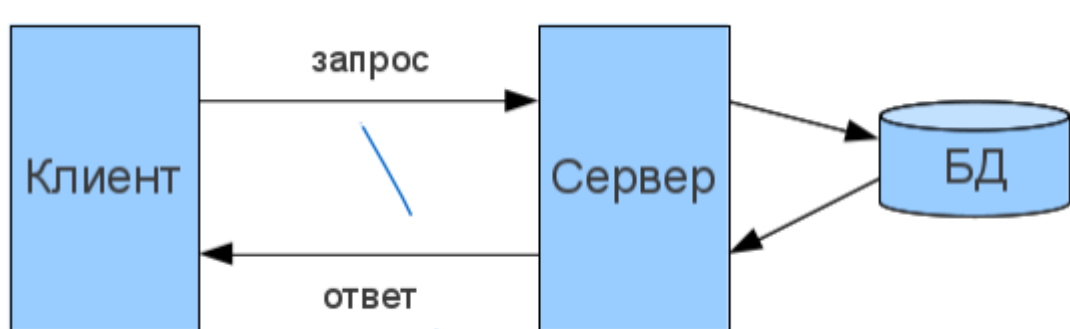 запрос
Клиент
Сервер
БД
ответ